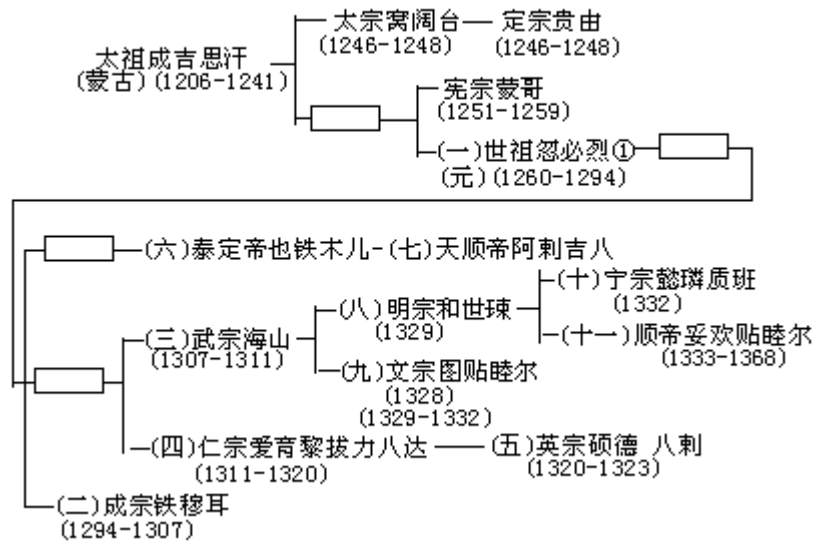 太宗窝阔台
定宗贵由
(1246-1248)
(1246-1248)
太祖成吉思汗
(蒙古)(1206-1241)
宪宗蒙哥
(1251-1259)
(一)世祖忽必烈①
(元)(1260-1294)
(六)泰定帝也铁木儿-(七)天顺帝阿剌吉八
(十)宁宗懿璘质班
(1332)
(八)明宗和世㻋
(1329)
(三)武宗海山
(1307-1311)
(十一)顺帝妥欢贴睦尔
(1333-1368)
(九)文宗图贴睦尔
(1328)
(1329-1332)
(四)仁宗爱育黎拔力八达
(1311-1320)
(五)英宗硕德 八剌
(1320-1323)
(二)成宗铁穆耳
(1294-1307)